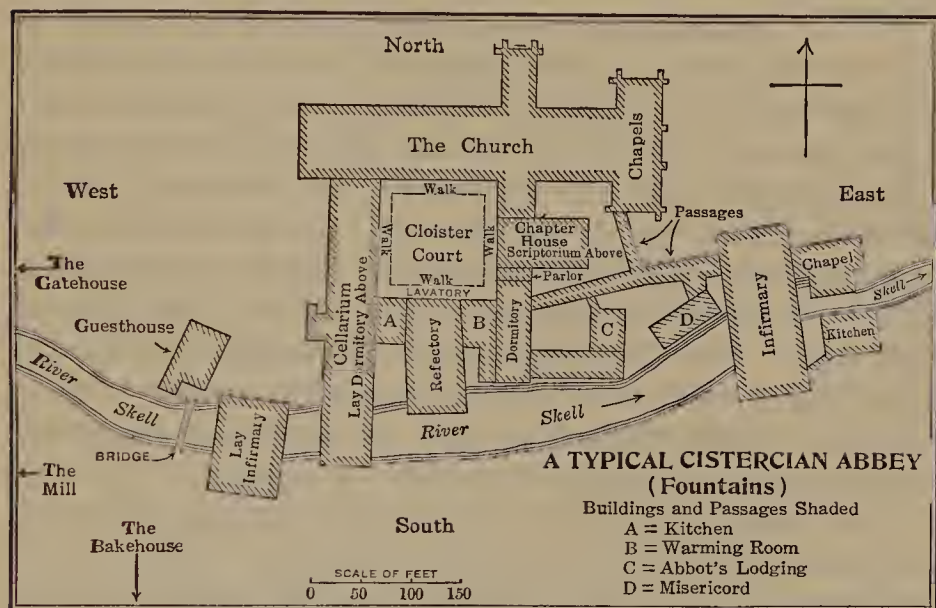 North
The Church
Chapels
West
East
Passages
Walk
Walk
Cloister
Court
Walk
Walk
LAVATORY
Chapter
House
Scriptorium Above
Parlor
The
Gatehouse
Guesthouse
Cellarium
Lay Dormitory Above
A
B
Refectory
Dormitory
C
D
Infirmary
Chapel
Skell
Kitchen
River
Skell
BRIDGE
Lay
Infirmary
River
Skell
The
Mill
The
Bakehouse
South
SCALE OF FEET
0 50 100 150
A TYPICAL CISTERCIAN ABBEY
(Fountains)
Buildings and Passages Shaded
A = Kitchen
B = Warming Room
C = Abbot's Lodging
D = Misericord